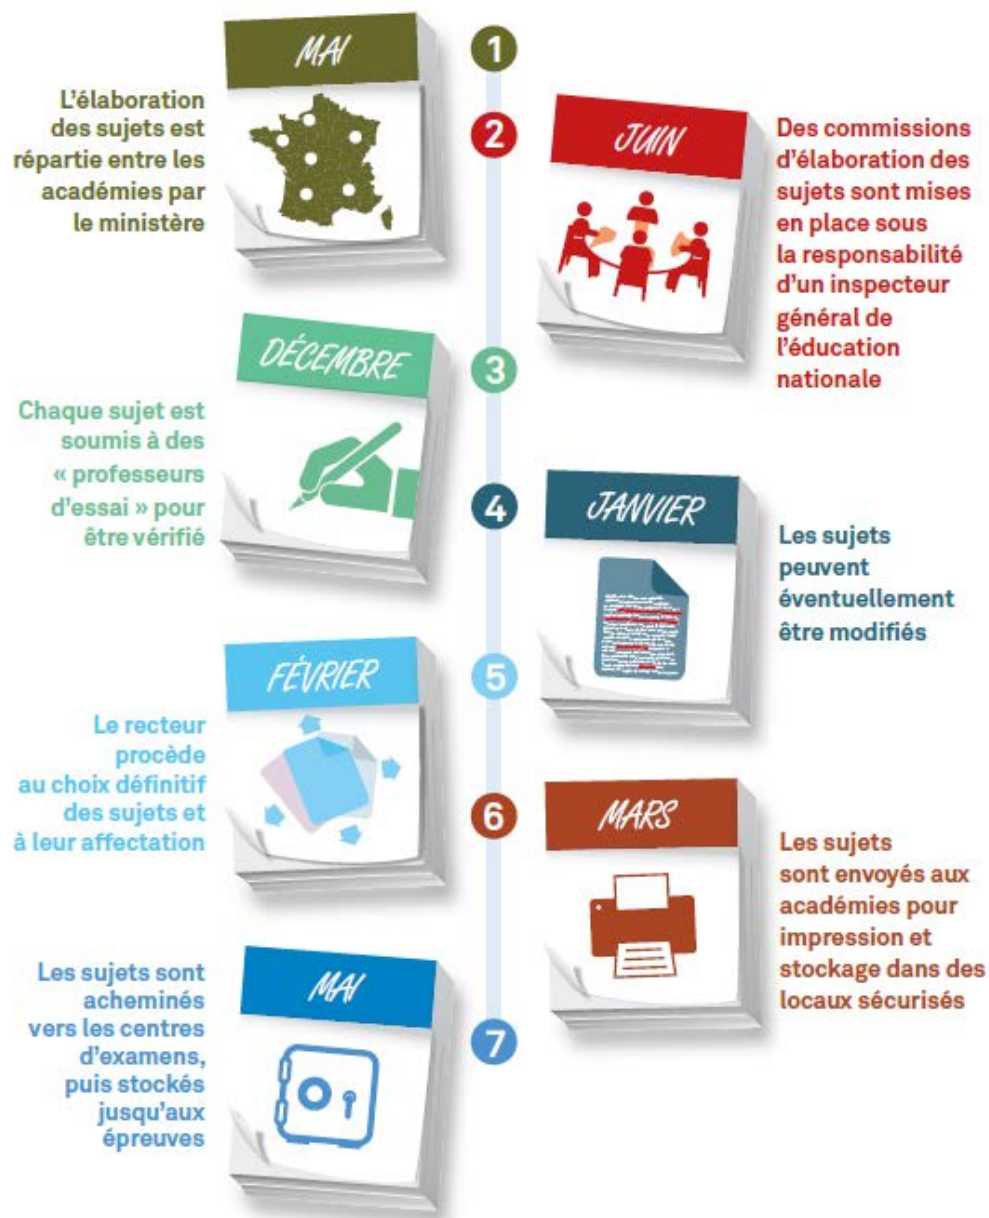 MAI
1
L'élaboration
des sujets est
répartie entre les
académies par
le ministère
2
JUIN
Des commissions
d'élaboration des
sujets sont mises
en place sous
la responsabilité
d'un inspecteur
général de
l'éducation
nationale
DÉCEMBRE
3
Chaque sujet est
soumis à des
« professeurs
d'essai » pour
être vérifié
4
JANVIER
Les sujets
peuvent
éventuellement
être modifiés
FÉVRIER
5
Le recteur
procède
au choix définitif
des sujets et
à leur affectation
6
MARS
Les sujets
sont envoyés aux
académies pour
impression et
stockage dans des
locaux sécurisés
MAI
7
Les sujets sont
acheminés
vers les centres
d'examens,
puis stockés
jusqu'aux
épreuves